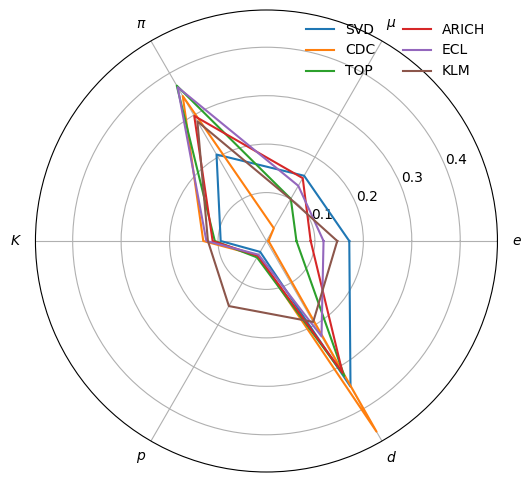 π
μ
SVD ARICH
CDC ECL
TOP KLM
0.4
0.3
0.2
0.1
K
e
p
d